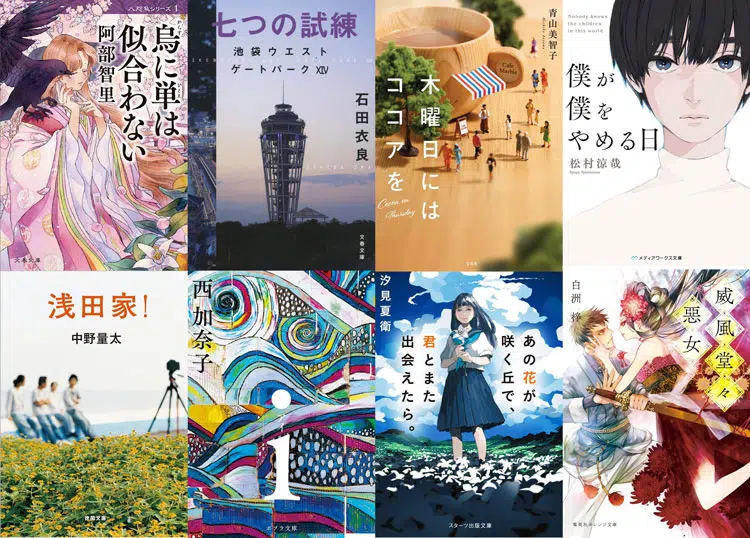 八咫烏シリーズ 1
烏に単は
似合わない
阿部智里
文春文庫
七つの試練
池袋ウエスト
ゲートパーク XIV
石田衣良
文春文庫
青山美智子
Cafe
Marble
木曜日には
ココアを
Cocoa on
Thursday
宝島社
Nobody knows
the children
in this world
僕が
僕を
やめる日
松村涼哉
メディアワークス文庫
浅田家!
中野量太
徳間文庫
西加奈子
i
ポプラ文庫
汐見夏衛
あの花が
咲く丘で、
君とまた
出会えたら。
スターツ出版文庫
白洲 梓
威風堂々
悪女
集英社オレンジ文庫